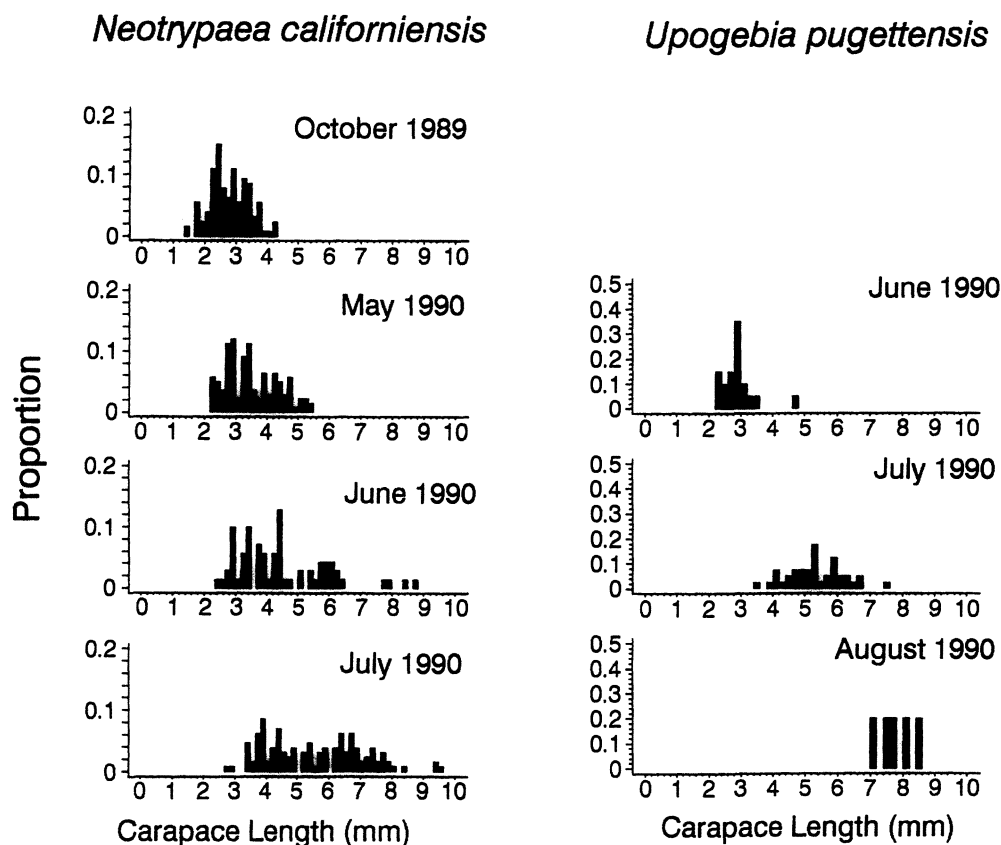 Neotrypaea californiensis
Upogebia pugettensis
Proportion
0.2
0.1
0
October 1989
0 1 2 3 4 5 6 7 8 9 10
0.2
0.1
0
May 1990
0 1 2 3 4 5 6 7 8 9 10
0.2
0.1
0
June 1990
0 1 2 3 4 5 6 7 8 9 10
0.2
0.1
0
July 1990
0 1 2 3 4 5 6 7 8 9 10
Carapace Length (mm)
0.5
0.4
0.3
0.2
0.1
0
June 1990
0 1 2 3 4 5 6 7 8 9 10
0.5
0.4
0.3
0.2
0.1
0
July 1990
0 1 2 3 4 5 6 7 8 9 10
0.5
0.4
0.3
0.2
0.1
0
August 1990
0 1 2 3 4 5 6 7 8 9 10
Carapace Length (mm)